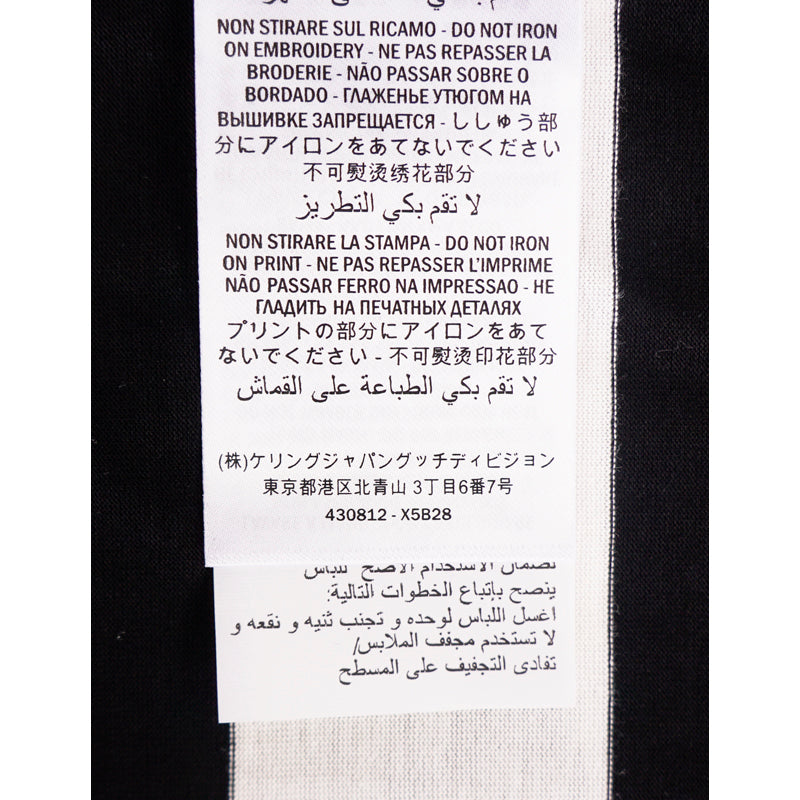 NON STIRARE SUL RICAMO - DO NOT IRON
ON EMBROIDERY - NE PAS REPASSER LA
BRODERIE - NÃO PASSAR SOBRE O
BORDADO - ГЛАЖЕНЬЕ УТЮГОМ НА
ВЫШИВКЕ ЗАПРЕЩАЕТСЯ - ししゅう部
分にアイロンをあてないでください
不可熨烫绣花部分
لا تقم بكي التطريز
NON STIRARE LA STAMPA - DO NOT IRON
ON PRINT - NE PAS REPASSER L'IMPRIME
NÃO PASSAR FERRO NA IMPRESSAO - НЕ
ГЛАДИТЬ НА ПЕЧАТНЫХ ДЕТАЛЯХ
プリントの部分にアイロンをあて
ないでください - 不可熨烫印花部分
لا تقم بكي الطباعة على القماش
(株)ケリングジャパングッチディビジョン
東京都港区北青山 3丁目6番7号
430812 - X5B28
لضمان الاستخدام الأصح للباس
ينصح بإتباع الخطوات التالية:
اغسل اللباس لوحده و تجنب ثنيه و نقعه و
لا تستخدم مجفف الملابس/
تفادى التجفيف على المسطح